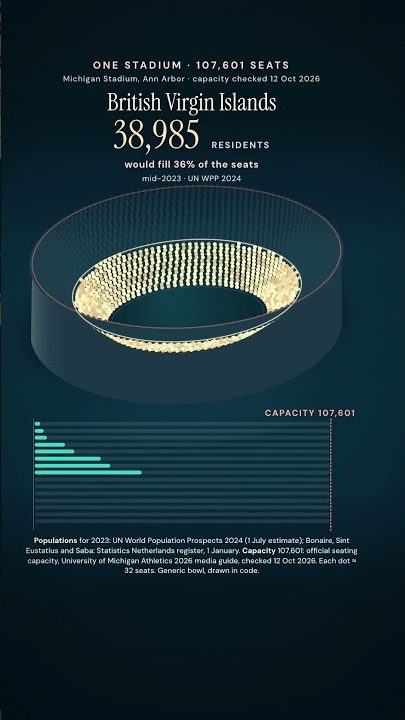 ONE STADIUM · 107,601 SEATS
Michigan Stadium, Ann Arbor · capacity checked 12 Oct 2026
British Virgin Islands
38,985 RESIDENTS
would fill 36% of the seats
mid-2023 · UN WPP 2024
CAPACITY 107,601
Populations for 2023: UN World Population Prospects 2024 (1 July estimate); Bonaire, Sint
Eustatius and Saba: Statistics Netherlands register, 1 January. Capacity 107,601: official seating
capacity, University of Michigan Athletics 2026 media guide, checked 12 Oct 2026. Each dot ≈
32 seats. Generic bowl, drawn in code.